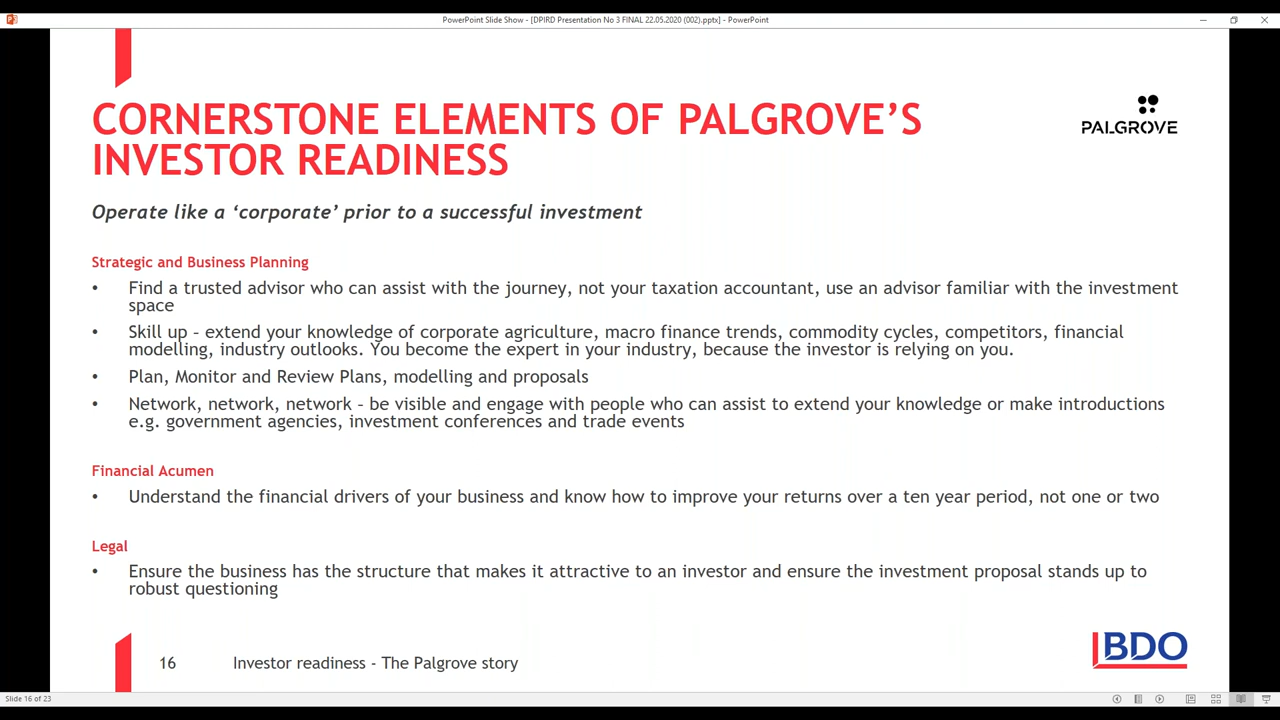 PowerPoint Slide Show - [DPIRD Presentation No 3 FINAL 22.05.2020 (002).pptx] - PowerPoint
CORNERSTONE ELEMENTS OF PALGROVE’S
INVESTOR READINESS
PALGROVE
Operate like a ‘corporate’ prior to a successful investment
Strategic and Business Planning
• Find a trusted advisor who can assist with the journey, not your taxation accountant, use an advisor familiar with the investment
space
• Skill up – extend your knowledge of corporate agriculture, macro finance trends, commodity cycles, competitors, financial
modelling, industry outlooks. You become the expert in your industry, because the investor is relying on you.
• Plan, Monitor and Review Plans, modelling and proposals
• Network, network, network – be visible and engage with people who can assist to extend your knowledge or make introductions
e.g. government agencies, investment conferences and trade events
Financial Acumen
• Understand the financial drivers of your business and know how to improve your returns over a ten year period, not one or two
Legal
• Ensure the business has the structure that makes it attractive to an investor and ensure the investment proposal stands up to
robust questioning
16 Investor readiness - The Palgrove story
BDO
Slide 16 of 23